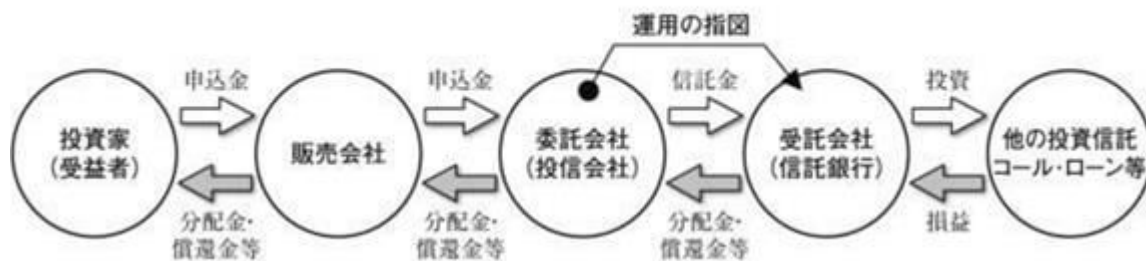 運用の指図
申込金
申込金
信託金
投資
投資家
(受益者)
販売会社
委託会社
(投信会社)
受託会社
(信託銀行)
他の投資信託
コール・ローン等
分配金・
償還金等
分配金・
償還金等
分配金・
償還金等
損益